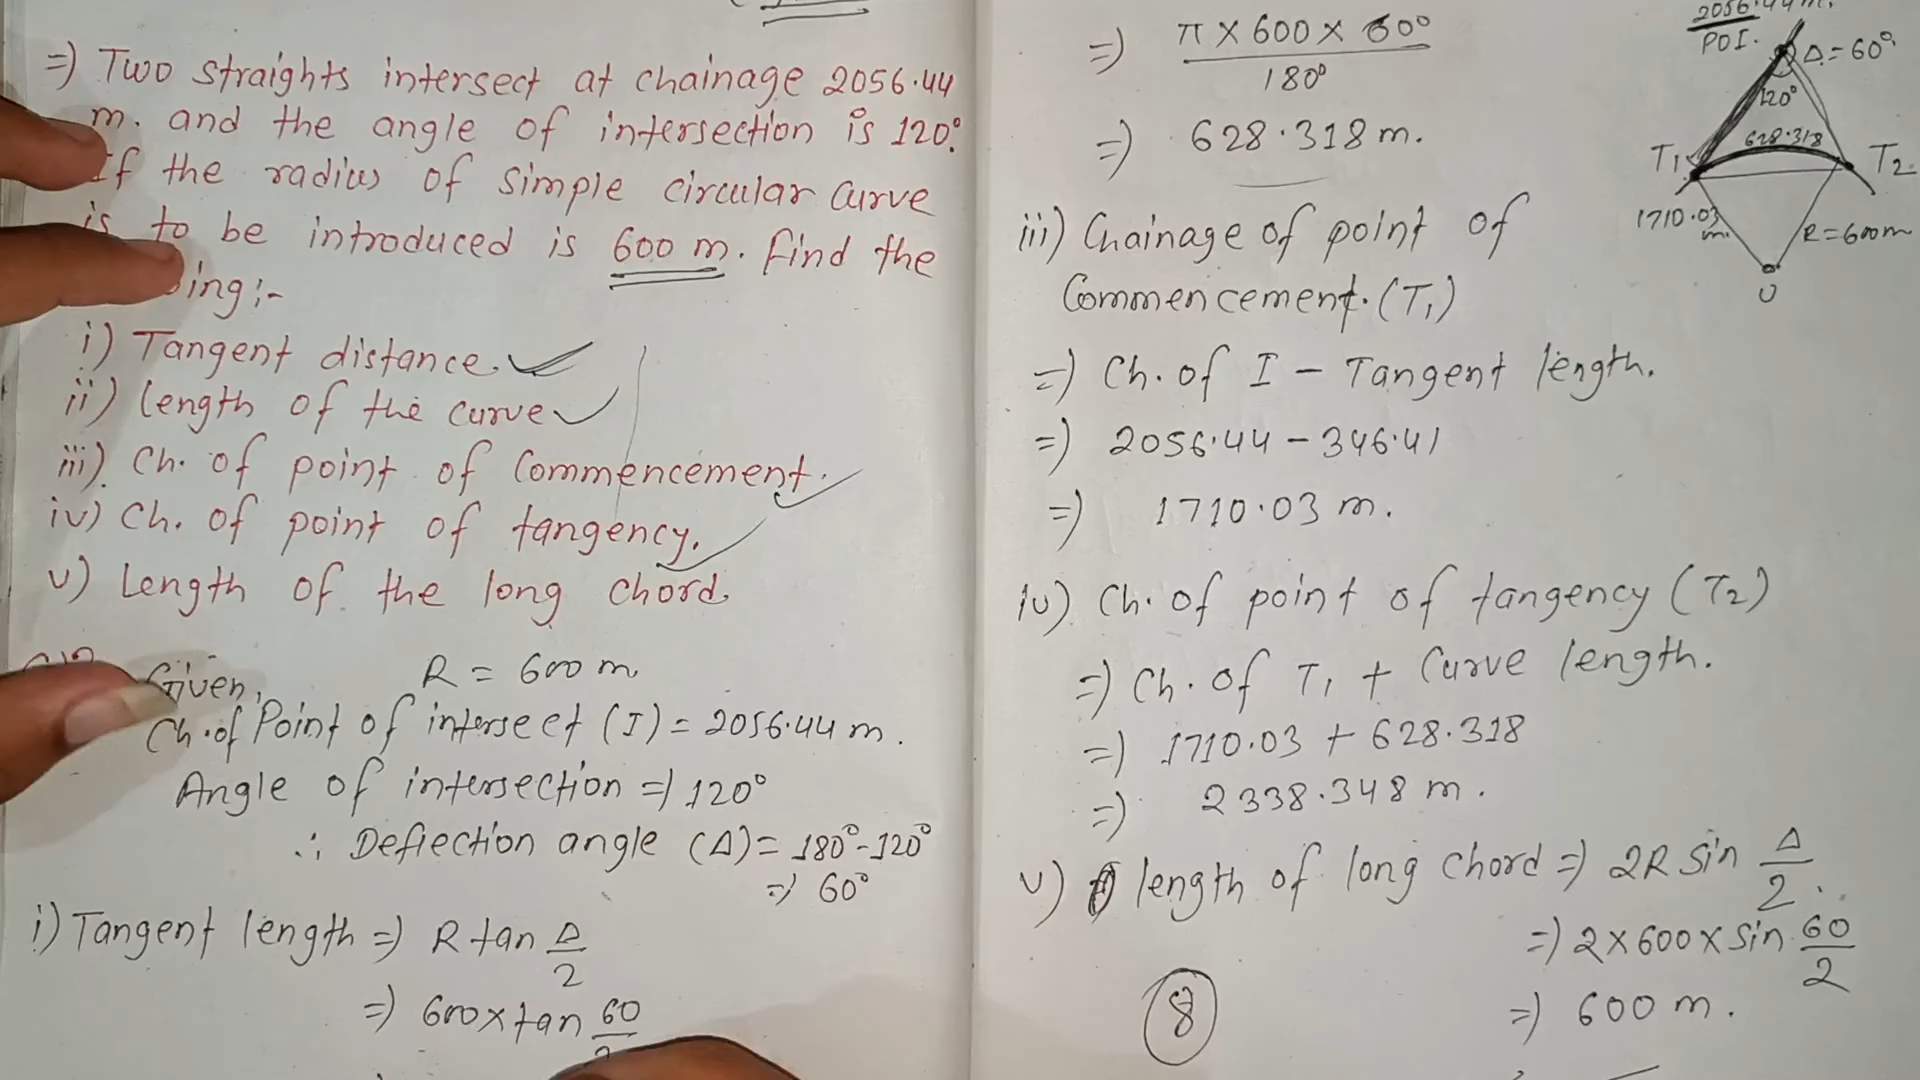 =) Two straights intersect at chainage 2056.44
m. and the angle of intersection is 120°.
If the radius of simple circular curve
is to be introduced is 600 m. find the
ing :-
i) Tangent distance.
ii) length of the curve
iii) Ch. of point of Commencement.
iv) Ch. of point of tangency.
v) Length of the long chord.
Given, R = 600 m
Ch. of Point of intersect (I) = 2056.44 m.
Angle of intersection => 120°
∴ Deflection angle (Δ) = 180° - 120°
=> 60°
i) Tangent length => R tan Δ/2
=> 600 x tan 60
=) π X 600 X 60° / 180°
=) 628.318 m.
iii) Chainage of point of
Commencement. (T1)
=) Ch. of I - Tangent length.
=) 2056.44 - 346.41
=) 1710.03 m.
iv) Ch. of point of tangency (T2)
=) Ch. of T1 + Curve length.
=) 1710.03 + 628.318
=) 2338.348 m.
v) length of long chord => 2R sin Δ/2.
=) 2 X 600 X sin 60/2
=) 600 m.
8
2056.44 m.
POI.
Δ = 60°
120°
628.318
T1
T2
1710.03
m.
R = 600m
O